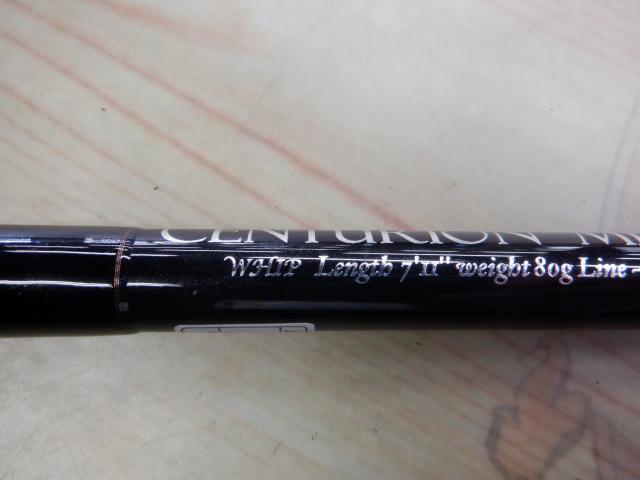 CENTURION
WHIP Length 7'11" weight 80g Line